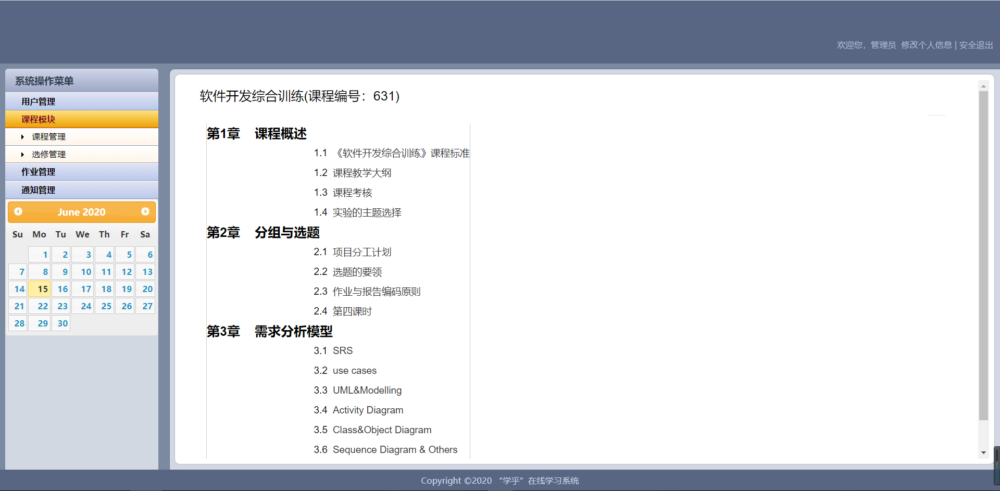 欢迎您，管理员 修改个人信息 | 安全退出
系统操作菜单
用户管理
课程模块
课程管理
选修管理
作业管理
通知管理
June 2020
Su Mo Tu We Th Fr Sa
1 2 3 4 5 6
7 8 9 10 11 12 13
14 15 16 17 18 19 20
21 22 23 24 25 26 27
28 29 30
软件开发综合训练(课程编号：631)
第1章 课程概述
1.1 《软件开发综合训练》课程标准
1.2 课程教学大纲
1.3 课程考核
1.4 实验的主题选择
第2章 分组与选题
2.1 项目分工计划
2.2 选题的要领
2.3 作业与报告编码原则
2.4 第四课时
第3章 需求分析模型
3.1 SRS
3.2 use cases
3.3 UML&Modelling
3.4 Activity Diagram
3.5 Class&Object Diagram
3.6 Sequence Diagram & Others
Copyright ©2020 “学乎”在线学习系统